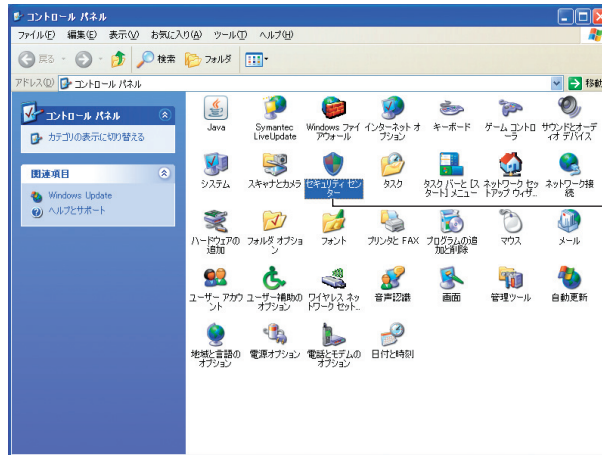 コントロール パネル
ファイル(F) 編集(E) 表示(V) お気に入り(A) ツール(T) ヘルプ(H)
戻る 検索 フォルダ
アドレス(D) コントロール パネル 移動
コントロール パネル
カテゴリの表示に切り替える
関連項目
Windows Update
ヘルプとサポート
Java
Symantec
LiveUpdate
Windows ファイ
アウォール
インターネット オ
プション
キーボード
ゲーム コントロ
ーラ
サウンドとオーデ
ィオ デバイス
システム
スキャナとカメラ
セキュリティ セン
ター
タスク
タスク バーと [ス
タート] メニュー
ネットワーク セッ
トアップ ウィザ...
ネットワーク接
続
ハードウェアの
追加
フォルダ オプショ
ン
フォント
プリンタと FAX
プログラムの追
加と削除
マウス
メール
ユーザー アカウ
ント
ユーザー補助の
オプション
ワイヤレス ネッ
トワーク セット...
音声認識
画面
管理ツール
自動更新
地域と言語の
オプション
電源オプション
電話とモデムの
オプション
日付と時刻